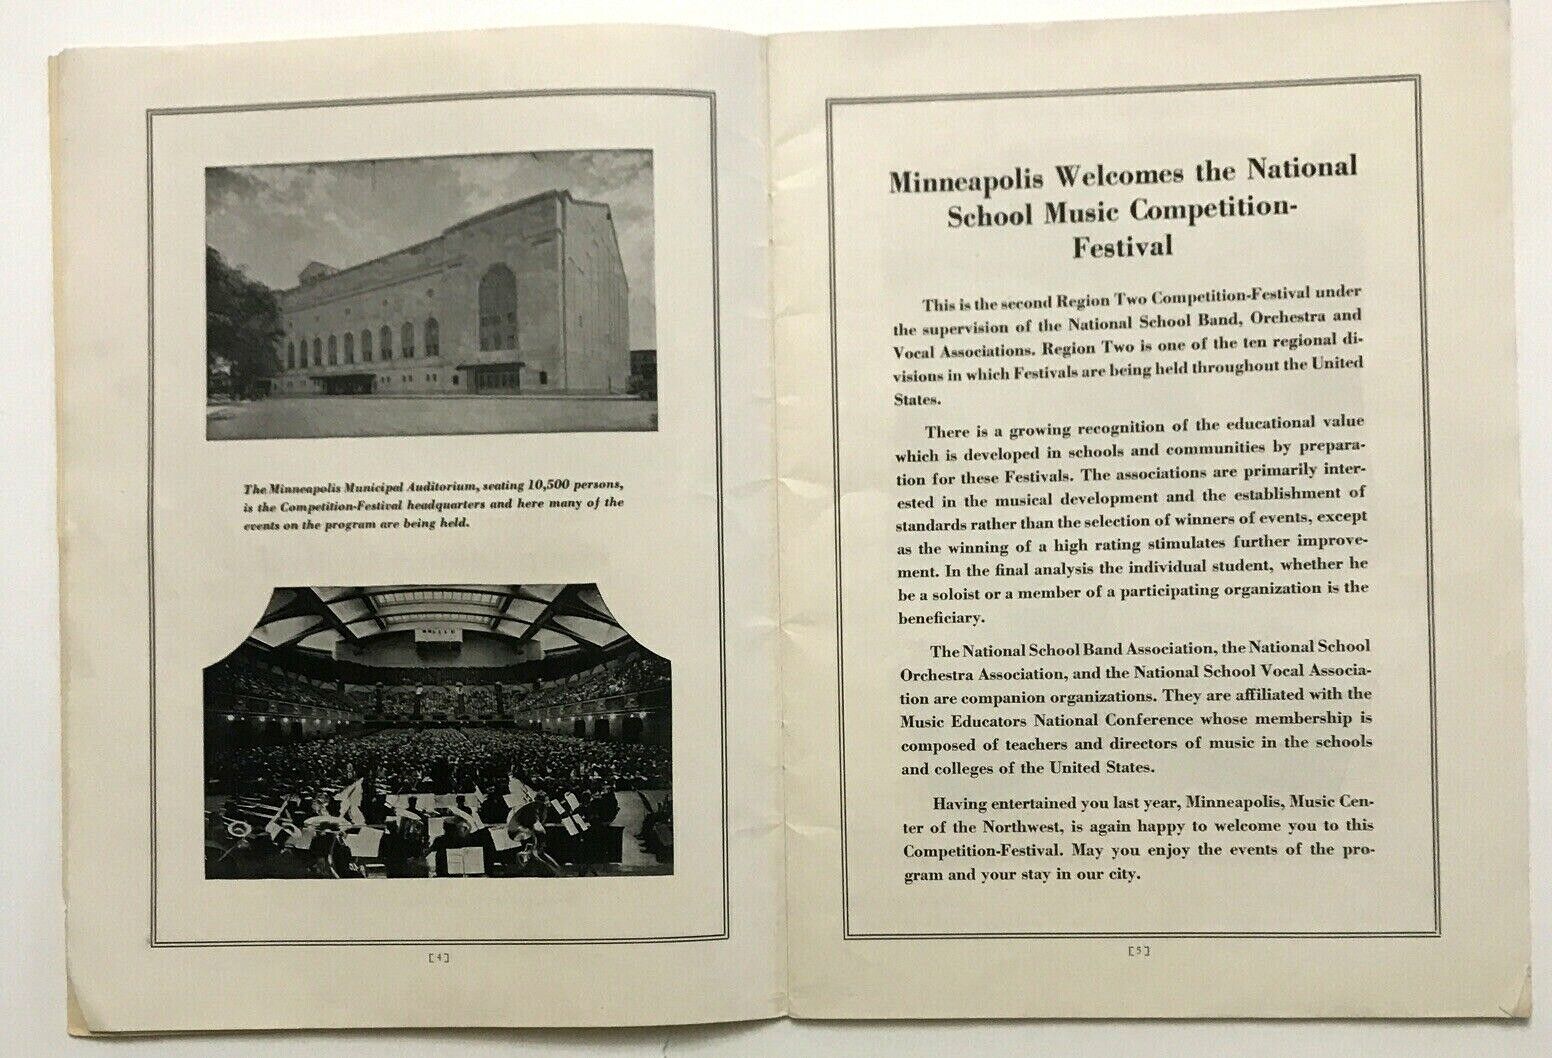 The Minneapolis Municipal Auditorium, seating 10,500 persons,
is the Competition-Festival headquarters and here many of the
events on the program are being held.
[4]
Minneapolis Welcomes the National
School Music Competition-
Festival
This is the second Region Two Competition-Festival under
the supervision of the National School Band, Orchestra and
Vocal Associations. Region Two is one of the ten regional di-
visions in which Festivals are being held throughout the United
States.
There is a growing recognition of the educational value
which is developed in schools and communities by prepara-
tion for these Festivals. The associations are primarily inter-
ested in the musical development and the establishment of
standards rather than the selection of winners of events, except
as the winning of a high rating stimulates further improve-
ment. In the final analysis the individual student, whether he
be a soloist or a member of a participating organization is the
beneficiary.
The National School Band Association, the National School
Orchestra Association, and the National School Vocal Associa-
tion are companion organizations. They are affiliated with the
Music Educators National Conference whose membership is
composed of teachers and directors of music in the schools
and colleges of the United States.
Having entertained you last year, Minneapolis, Music Cen-
ter of the Northwest, is again happy to welcome you to this
Competition-Festival. May you enjoy the events of the pro-
gram and your stay in our city.
[5]